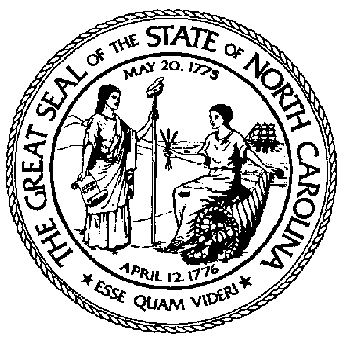 THE GREAT SEAL OF THE STATE OF NORTH CAROLINA
MAY 20, 1775
APRIL 12, 1776
ESSE QUAM VIDERI